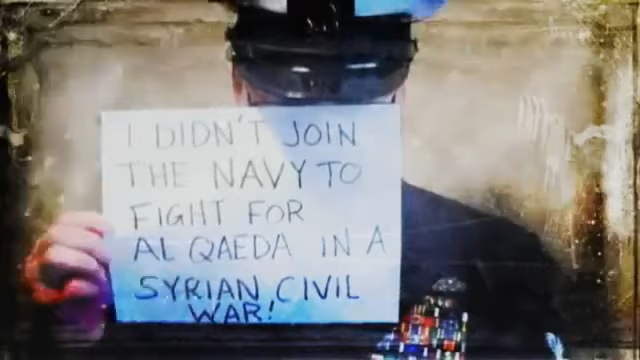 I DIDN'T JOIN
THE NAVY TO
FIGHT FOR
AL QAEDA IN A
SYRIAN CIVIL
WAR!